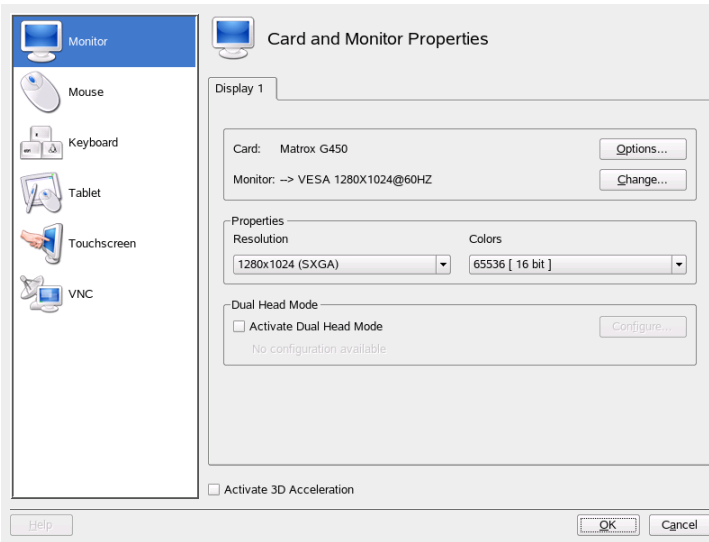 Monitor
Mouse
Keyboard
Tablet
Touchscreen
VNC
Card and Monitor Properties
Display 1
Card: Matrox G450
Options...
Monitor: --> VESA 1280X1024@60HZ
Change...
Properties
Resolution Colors
1280x1024 (SXGA) 65536 [ 16 bit ]
Dual Head Mode
Activate Dual Head Mode
Configure...
No configuration available
Activate 3D Acceleration
Help
OK
Cancel